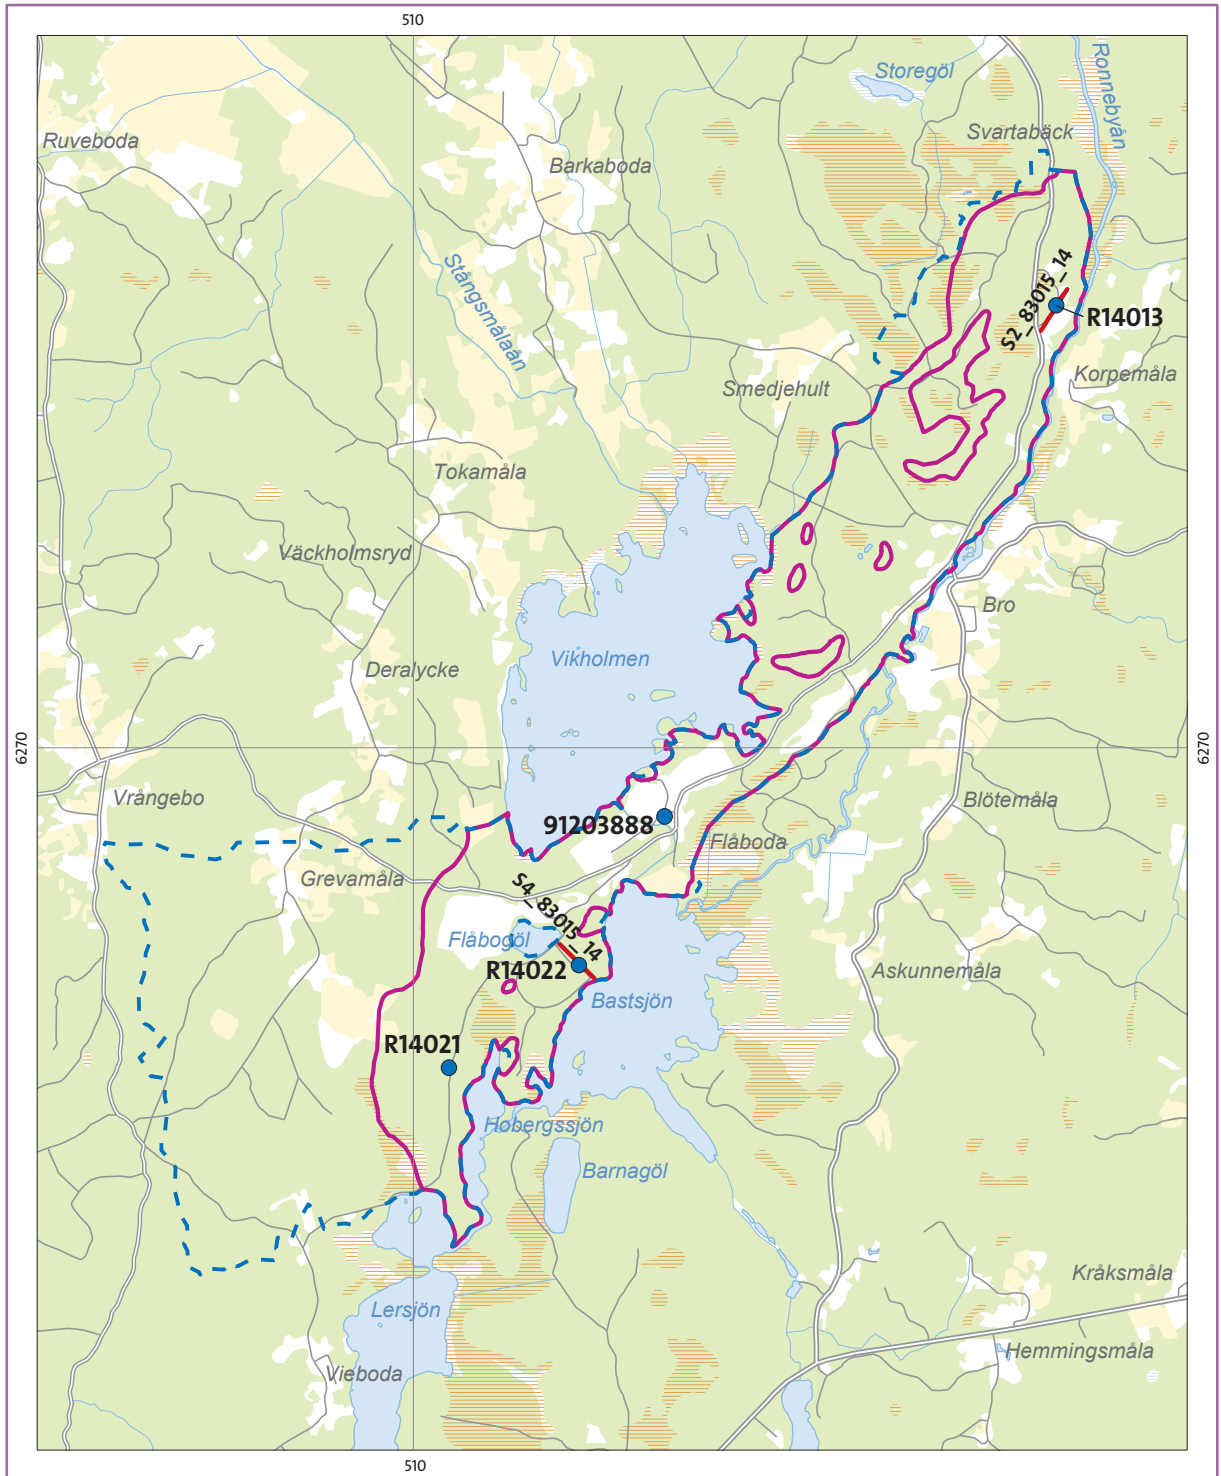 510
Storegöl
Ronnebyån
Svartabäck
Ruveboda
Barkaboda
Stångsmålaån
S2_83015_14
R14013
Korpemåla
Smedjehult
Tokamåla
Väckholmsryd
Bro
Vikholmen
Deralycke
6270
6270
Vrångebo
Blötemåla
91203888
Flåboda
Grevamåla
S4_83015_14
Flåbogöl
R14022
Askunnemåla
Bastsjön
R14021
Høbergssjön
Barnagöl
Kråksmåla
Lersjön
Hemmingsmåla
Vieboda
510